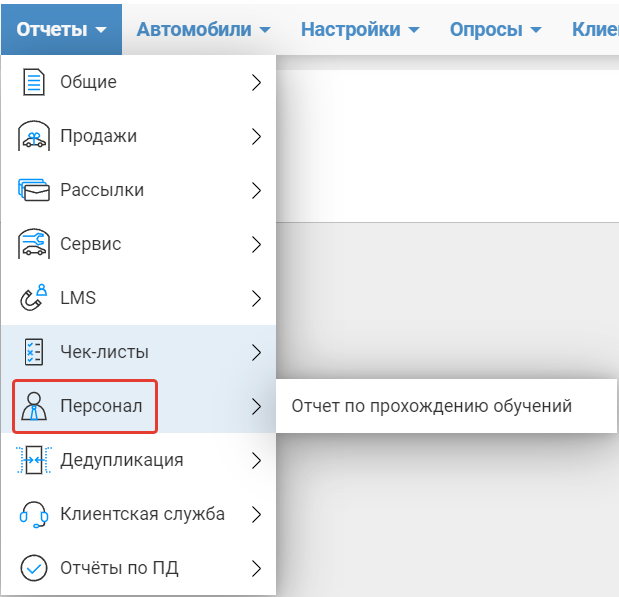 Отчеты Автомобили Настройки Опросы
Общие
Продажи
Рассылки
Сервис
LMS
Чек-листы
Персонал Отчет по прохождению обучений
Дедупликация
Клиентская служба
Отчёты по ПД